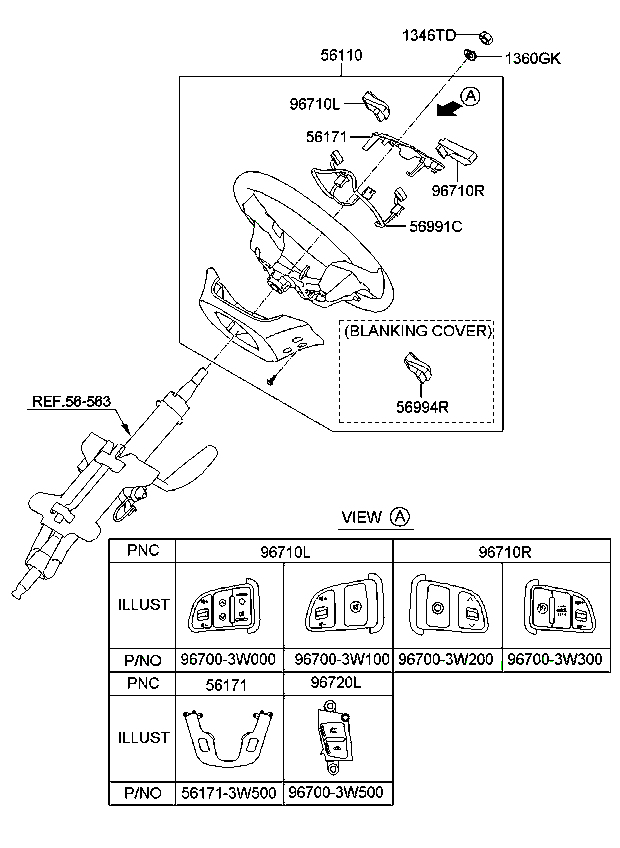 1346TD
56110
1360GK
96710L
A
56171
96710R
56991C
(BLANKING COVER)
56994R
REF.56-563
VIEW A
PNC 96710L 96710R
ILLUST
P/NO 96700-3W000 96700-3W100 96700-3W200 96700-3W300
PNC 56171 96720L
ILLUST
P/NO 56171-3W500 96700-3W500